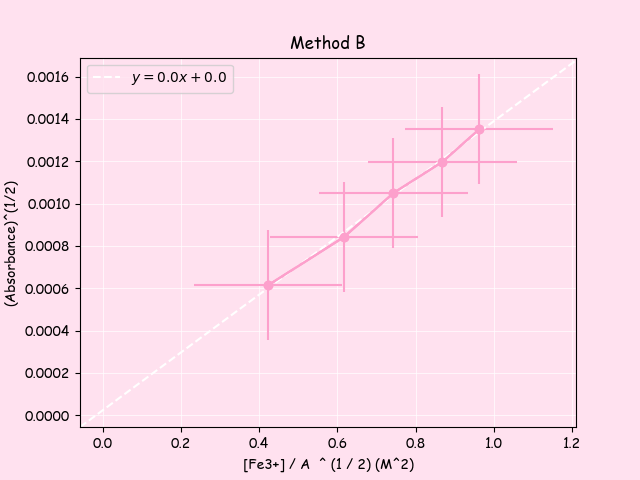 Method B
y = 0.0x + 0.0
(Absorbance)^(1/2)
0.0016
0.0014
0.0012
0.0010
0.0008
0.0006
0.0004
0.0002
0.0000
0.0 0.2 0.4 0.6 0.8 1.0 1.2
[Fe3+] / A ^ (1 / 2) (M^2)